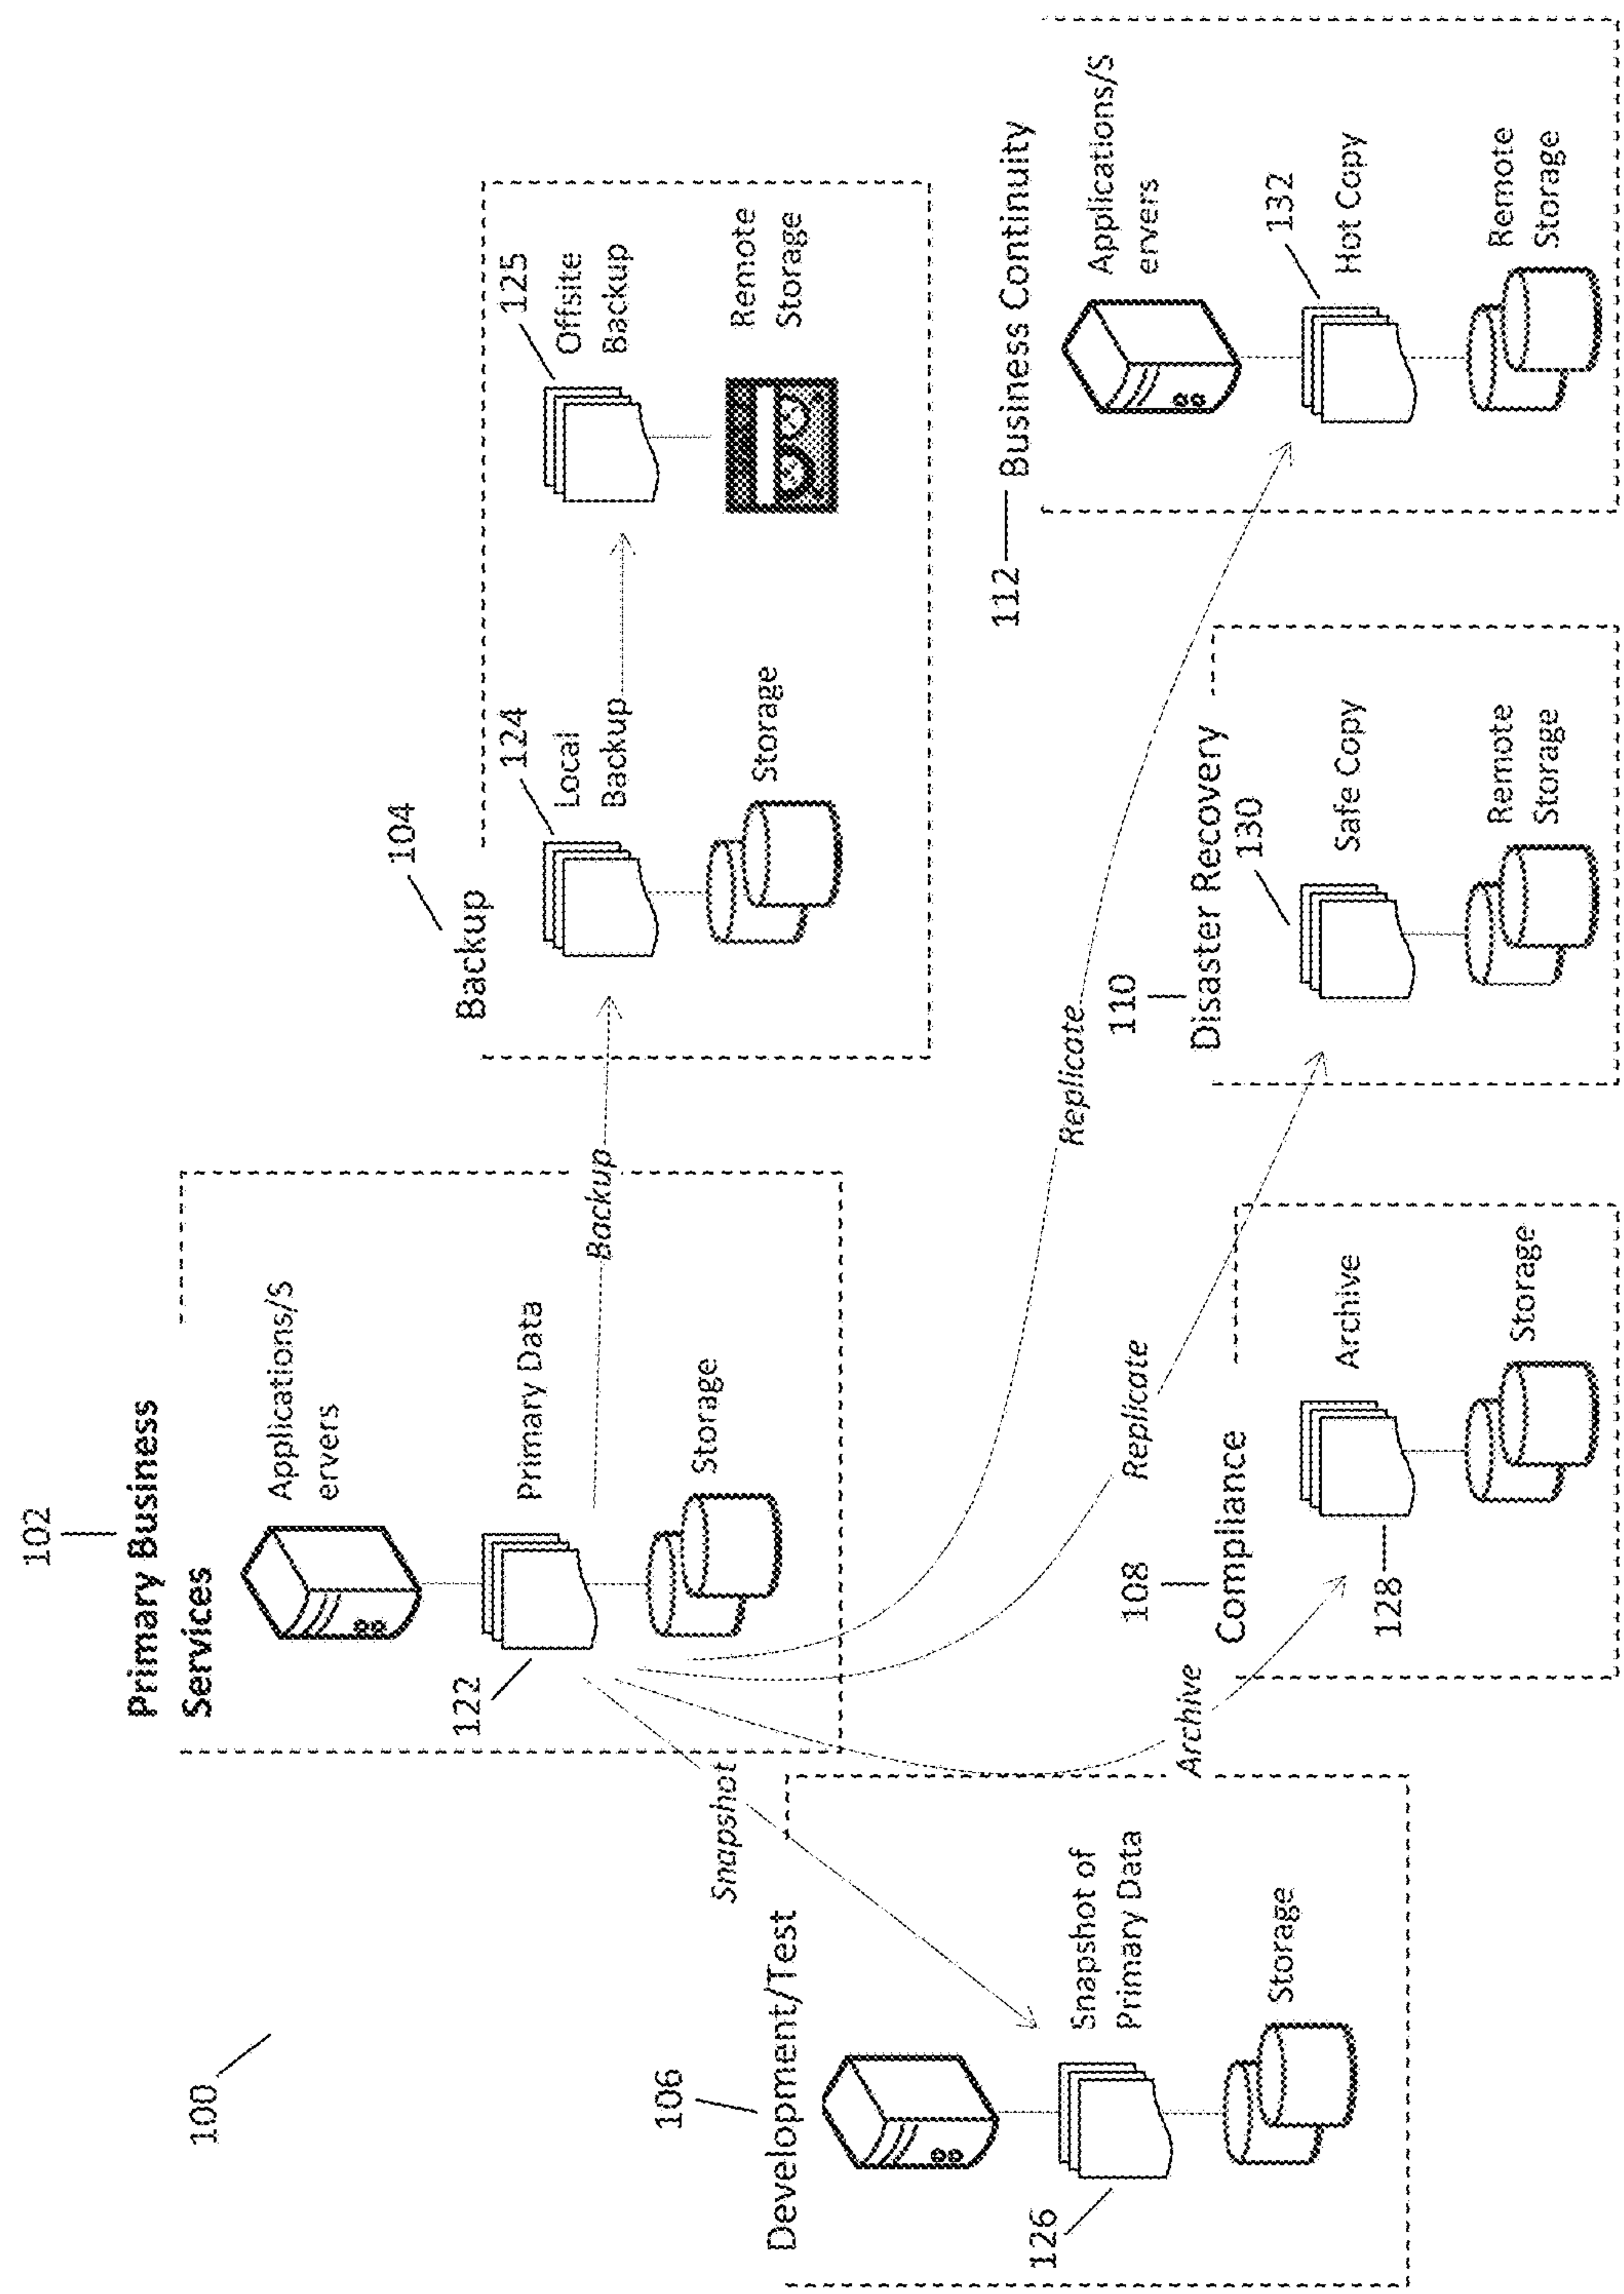 100
102
Primary Business
Services
Applications/S
ervers
122
Primary Data
Storage
Backup
104
Backup
124
Local
Backup
Storage
125
Offsite
Backup
Remote
Storage
Snapshot
106
Development/Test
126
Snapshot of
Primary Data
Storage
Archive
108
Compliance
128
Archive
Storage
Replicate
110
Disaster Recovery
130
Safe Copy
Remote
Storage
Replicate
112
Business Continuity
Applications/S
ervers
132
Hot Copy
Remote
Storage